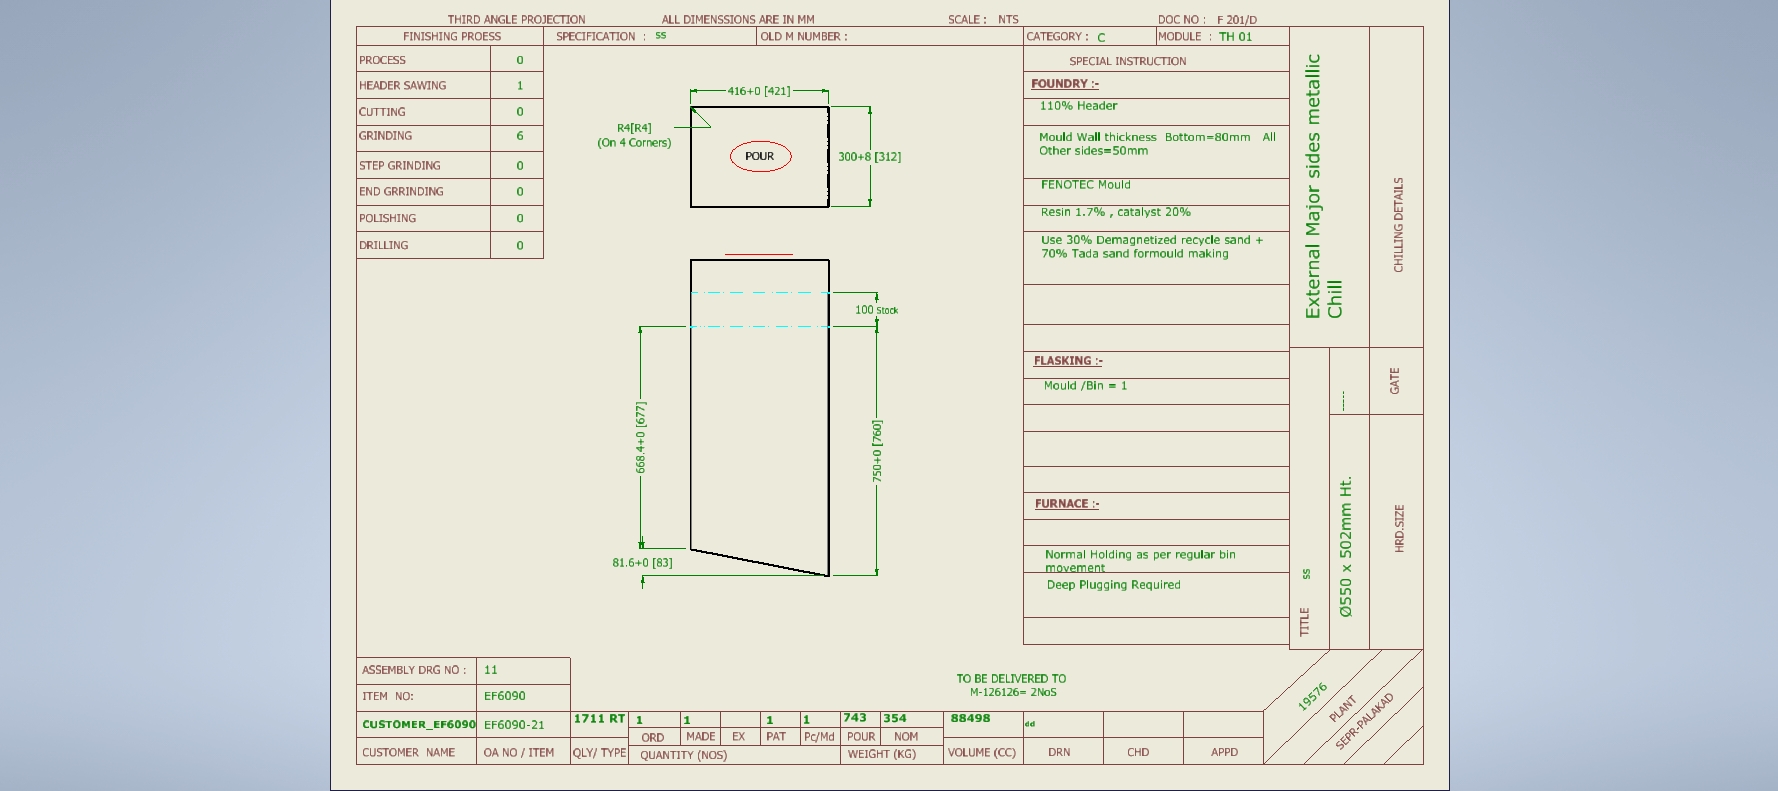 THIRD ANGLE PROJECTION ALL DIMENSSIONS ARE IN MM SCALE : NTS DOC NO : F 201/D
FINISHING PROESS SPECIFICATION : ss OLD M NUMBER : CATEGORY : C MODULE : TH 01
PROCESS 0
HEADER SAWING 1
CUTTING 0
GRINDING 6
STEP GRINDING 0
END GRRINDING 0
POLISHING 0
DRILLING 0
416+0 [421]
R4[R4]
(On 4 Corners)
POUR
300+8 [312]
100 Stock
668.4+0 [677]
750+0 [760]
81.6+0 [83]
SPECIAL INSTRUCTION
FOUNDRY :-
110% Header
Mould Wall thickness Bottom=80mm All
Other sides=50mm
FENOTEC Mould
Resin 1.7% , catalyst 20%
Use 30% Demagnetized recycle sand +
70% Tada sand formould making
FLASKING :-
Mould /Bin = 1
FURNACE :-
Normal Holding as per regular bin
movement
Deep Plugging Required
External Major sides metallic
Chill
CHILLING DETAILS
GATE
-----
TITLE ss
Ø550 x 502mm Ht.
HRD.SIZE
ASSEMBLY DRG NO : 11
ITEM NO: EF6090
CUSTOMER_EF6090 EF6090-21
CUSTOMER NAME OA NO / ITEM
TO BE DELIVERED TO
M-126126= 2NoS
1711 RT 1 1 1 1 743 354 88498 dd
ORD MADE EX PAT Pc/Md POUR NOM
QLY/ TYPE QUANTITY (NOS) WEIGHT (KG) VOLUME (CC) DRN CHD APPD
19576
PLANT
SEPR-PALAKAD